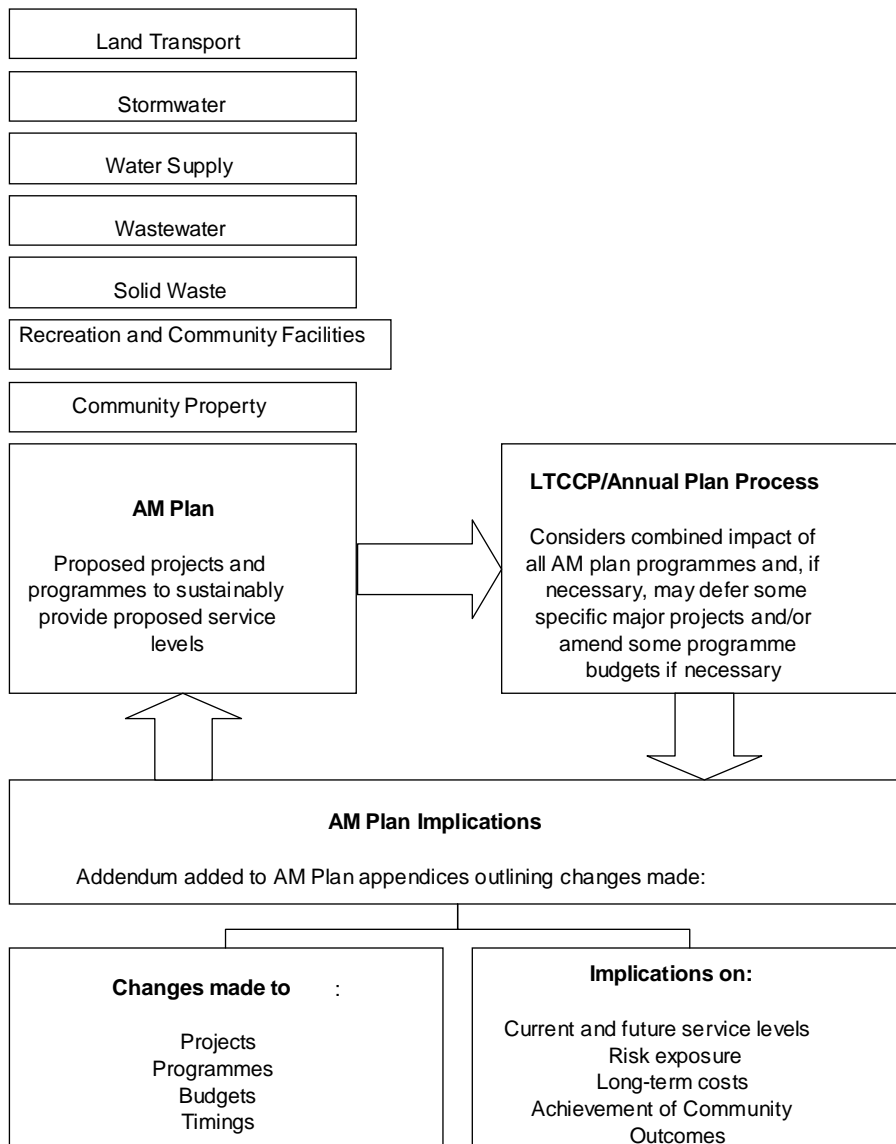 Land Transport
Stormwater
Water Supply
Wastewater
Solid Waste
Recreation and Community Facilities
Community Property
AM Plan
Proposed projects and
programmes to sustainably
provide proposed service
levels
LTCCP/Annual Plan Process
Considers combined impact of
all AM plan programmes and, if
necessary, may defer some
specific major projects and/or
amend some programme
budgets if necessary
AM Plan Implications
Addendum added to AM Plan appendices outlining changes made:
Changes made to :
Projects
Programmes
Budgets
Timings
Implications on:
Current and future service levels
Risk exposure
Long-term costs
Achievement of Community
Outcomes